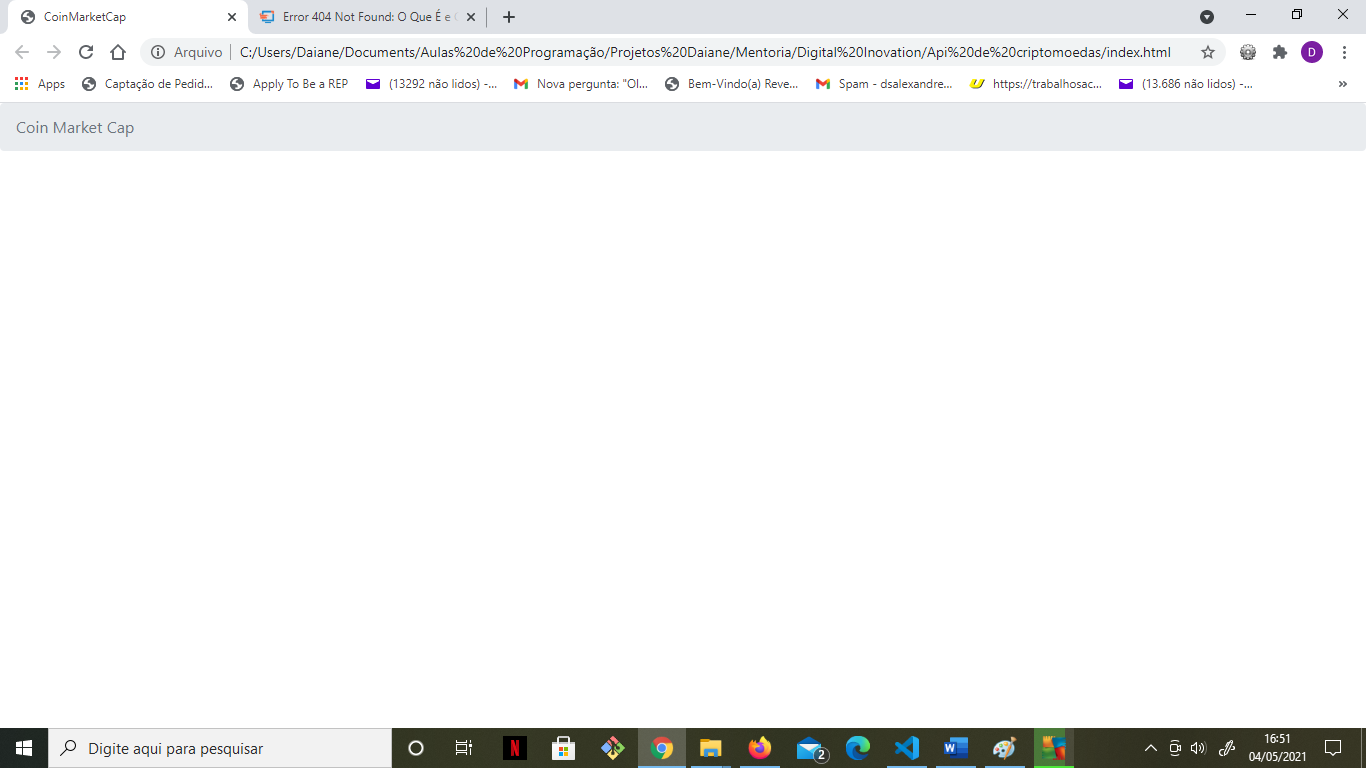 CoinMarketCap
Error 404 Not Found: O Que É e
Arquivo
C:/Users/Daiane/Documents/Aulas%20de%20Programação/Projetos%20Daiane/Mentoria/Digital%20Inovation/Api%20de%20criptomoedas/index.html
D
Apps
Captação de Pedid...
Apply To Be a REP
(13292 não lidos) -...
Nova pergunta: "Ol...
Bem-Vindo(a) Reve...
Spam - dsalexandre...
https://trabalhosac...
(13.686 não lidos) -...
»
Coin Market Cap
Digite aqui para pesquisar
N
2
W
16:51
04/05/2021